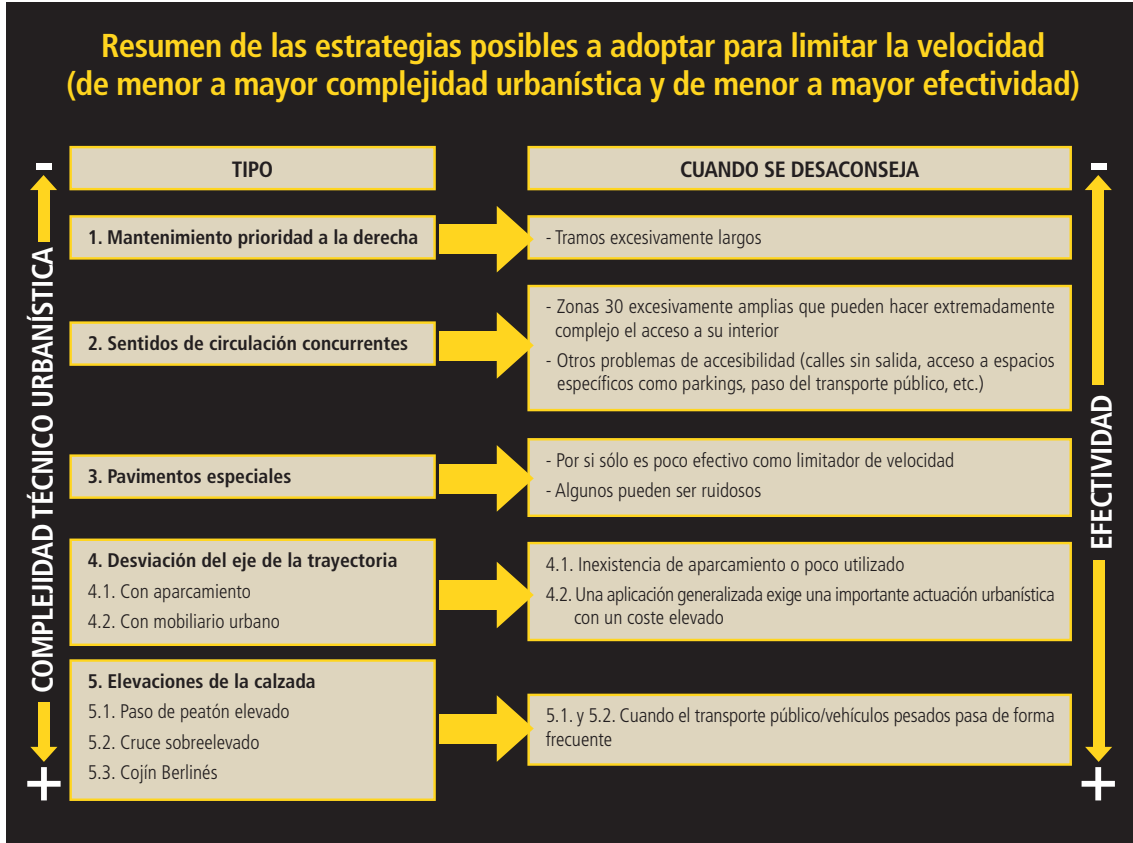 Resumen de las estrategias posibles a adoptar para limitar la velocidad
(de menor a mayor complejidad urbanística y de menor a mayor efectividad)
-
COMPLEJIDAD TÉCNICO URBANÍSTICA
+
TIPO
CUANDO SE DESACONSEJA
1. Mantenimiento prioridad a la derecha
- Tramos excesivamente largos
2. Sentidos de circulación concurrentes
- Zonas 30 excesivamente amplias que pueden hacer extremadamente
complejo el acceso a su interior
- Otros problemas de accesibilidad (calles sin salida, acceso a espacios
específicos como parkings, paso del transporte público, etc.)
3. Pavimentos especiales
- Por si sólo es poco efectivo como limitador de velocidad
- Algunos pueden ser ruidosos
4. Desviación del eje de la trayectoria
4.1. Con aparcamiento
4.2. Con mobiliario urbano
4.1. Inexistencia de aparcamiento o poco utilizado
4.2. Una aplicación generalizada exige una importante actuación urbanística
con un coste elevado
5. Elevaciones de la calzada
5.1. Paso de peatón elevado
5.2. Cruce sobreelevado
5.3. Cojín Berlinés
5.1. y 5.2. Cuando el transporte público/vehículos pesados pasa de forma
frecuente
-
EFECTIVIDAD
+